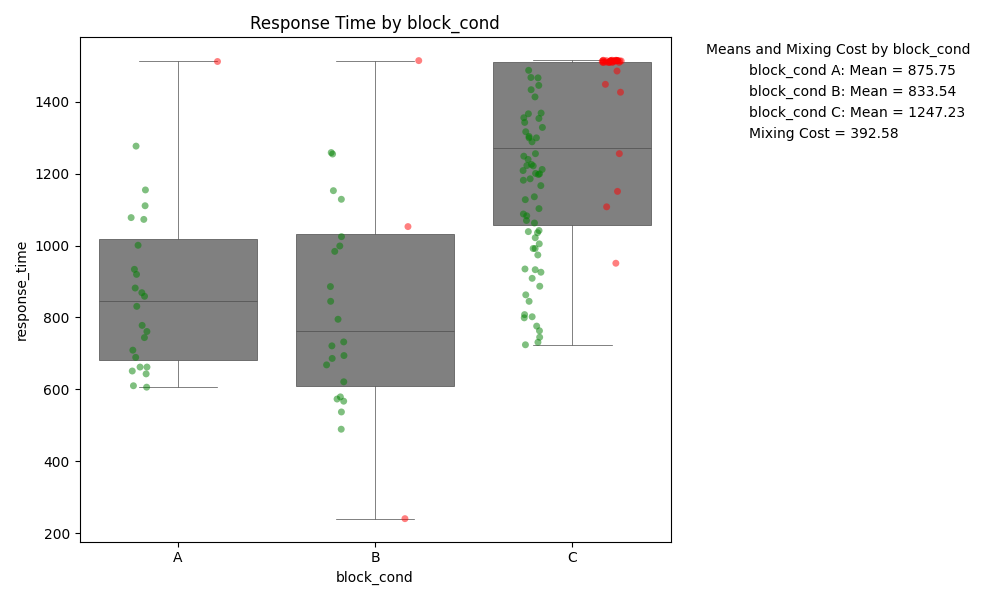 Response Time by block_cond
Means and Mixing Cost by block_cond
block_cond A: Mean = 875.75
block_cond B: Mean = 833.54
block_cond C: Mean = 1247.23
Mixing Cost = 392.58
response_time
1400
1200
1000
800
600
400
200
A
B
C
block_cond